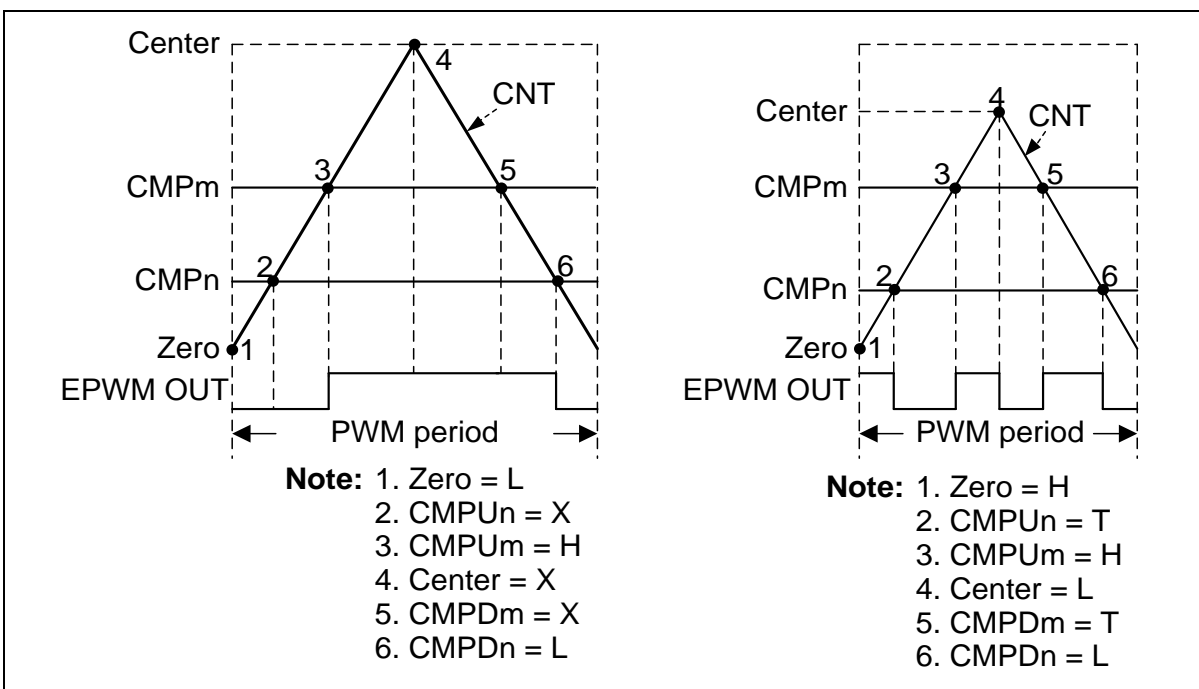 Center
4
CNT
3
CMPm
5
2
CMPn
6
Zero
1
EPWM OUT
PWM period
Note: 1. Zero = L
2. CMPUn = X
3. CMPUm = H
4. Center = X
5. CMPDm = X
6. CMPDn = L
4
Center
CNT
3
CMPm
5
2
CMPn
6
Zero
1
EPWM OUT
PWM period
Note: 1. Zero = H
2. CMPUn = T
3. CMPUm = H
4. Center = L
5. CMPDm = T
6. CMPDn = L